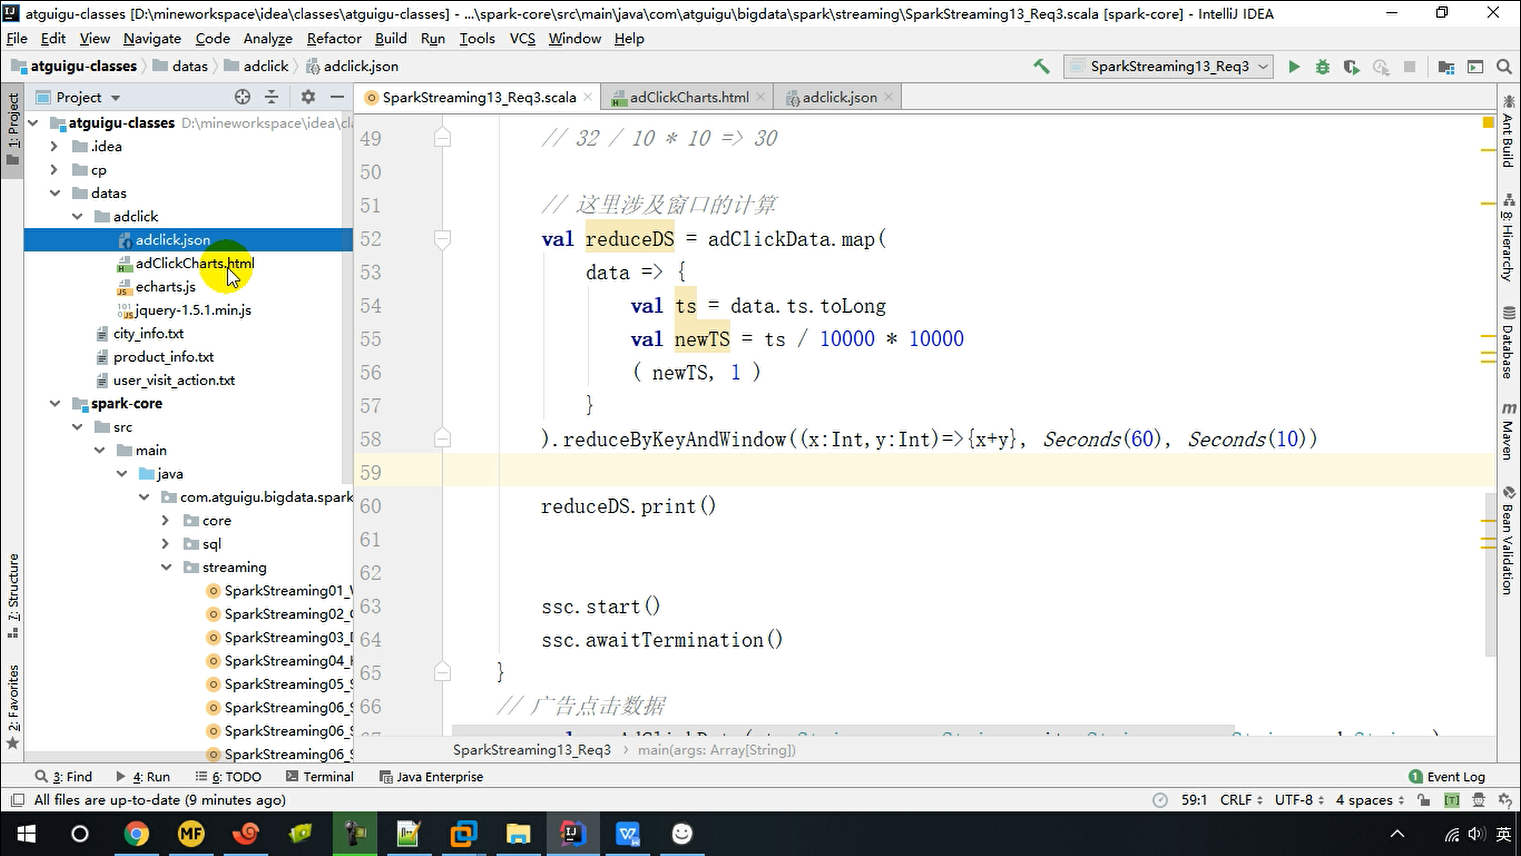 atguigu-classes [D:\mineworkspace\idea\classes\atguigu-classes] - ...\spark-core\src\main\java\com\atguigu\bigdata\spark\streaming\SparkStreaming13_Req3.scala [spark-core] - IntelliJ IDEA
File Edit View Navigate Code Analyze Refactor Build Run Tools VCS Window Help
atguigu-classes datas adclick adclick.json
SparkStreaming13_Req3
Project
SparkStreaming13_Req3.scala adClickCharts.html adclick.json
1: Project
7: Structure
2: Favorites
atguigu-classes D:\mineworkspace\idea\cl
.idea
cp
datas
adclick
adclick.json
adClickCharts.html
echarts.js
jquery-1.5.1.min.js
city_info.txt
product_info.txt
user_visit_action.txt
spark-core
src
main
java
com.atguigu.bigdata.spark
core
sql
streaming
SparkStreaming01_
SparkStreaming02_
SparkStreaming03_
SparkStreaming04_
SparkStreaming05_S
SparkStreaming06_S
SparkStreaming06_S
SparkStreaming06_S
49 // 32 / 10 * 10 => 30
50
51 // 这里涉及窗口的计算
52 val reduceDS = adClickData.map(
53 data => {
54 val ts = data.ts.toLong
55 val newTS = ts / 10000 * 10000
56 ( newTS, 1 )
57 }
58 ).reduceByKeyAndWindow((x:Int,y:Int)=>{x+y}, Seconds(60), Seconds(10))
59
60 reduceDS.print()
61
62
63 ssc.start()
64 ssc.awaitTermination()
65 }
66 // 广告点击数据
SparkStreaming13_Req3 main(args: Array[String])
Ant Build
8: Hierarchy
Database
Maven
Bean Validation
3: Find 4: Run 6: TODO Terminal Java Enterprise
1 Event Log
All files are up-to-date (9 minutes ago)
59:1 CRLF UTF-8 4 spaces
英